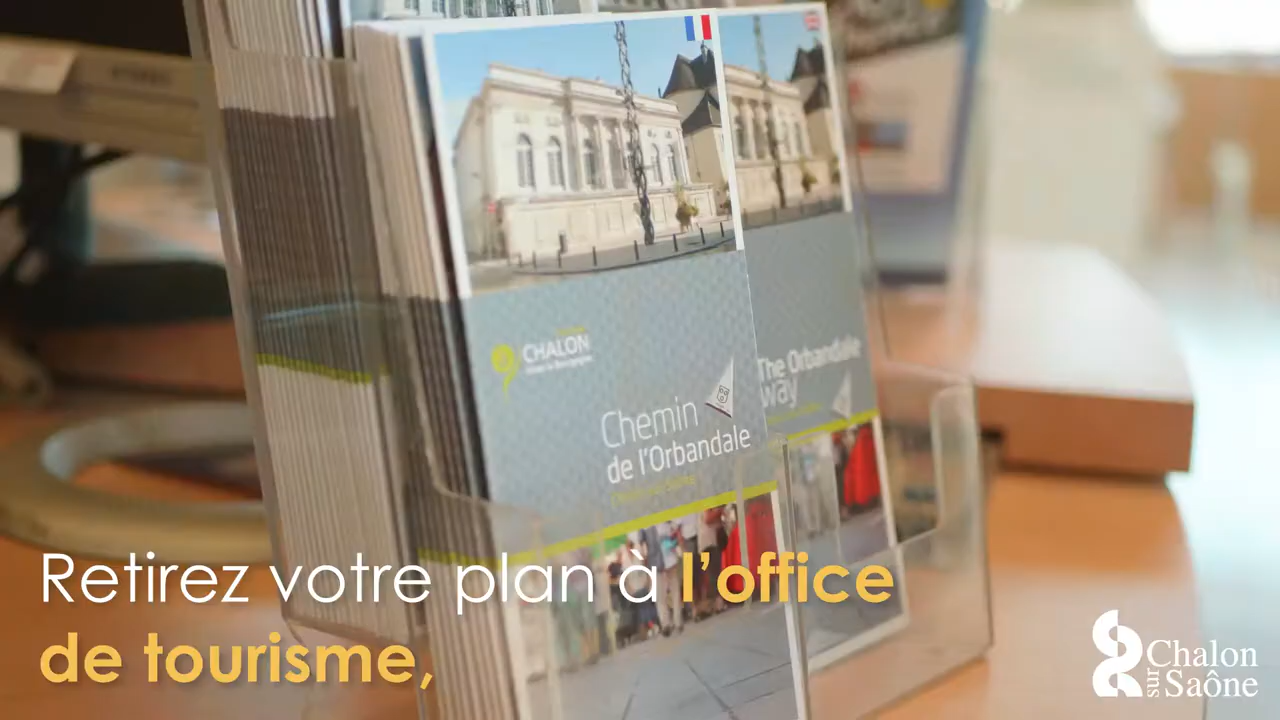 CHALON
Chemin
de l'Orbandale
The Orbandale
way
Retirez votre plan à l'office
de tourisme,
Chalon
sur Saône